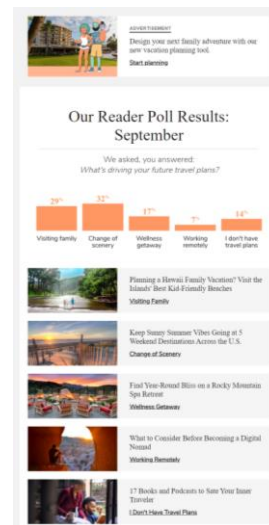 ADVERTISEMENT
Design your next family adventure with our
new vacation planning tool.
Start planning
Our Reader Poll Results:
September
We asked, you answered:
What's driving your future travel plans?
29%
32%
17%
7%
14%
Visiting family
Change of
scenery
Wellness
getaway
Working
remotely
I don't have
travel plans
Planning a Hawaii Family Vacation? Visit the
Islands' Best Kid-Friendly Beaches
Visiting Family
Keep Sunny Summer Vibes Going at 5
Weekend Destinations Across the U.S.
Change of Scenery
Find Year-Round Bliss on a Rocky Mountain
Spa Retreat
Wellness Getaway
What to Consider Before Becoming a Digital
Nomad
Working Remotely
17 Books and Podcasts to Sate Your Inner
Traveler
I Don't Have Travel Plans